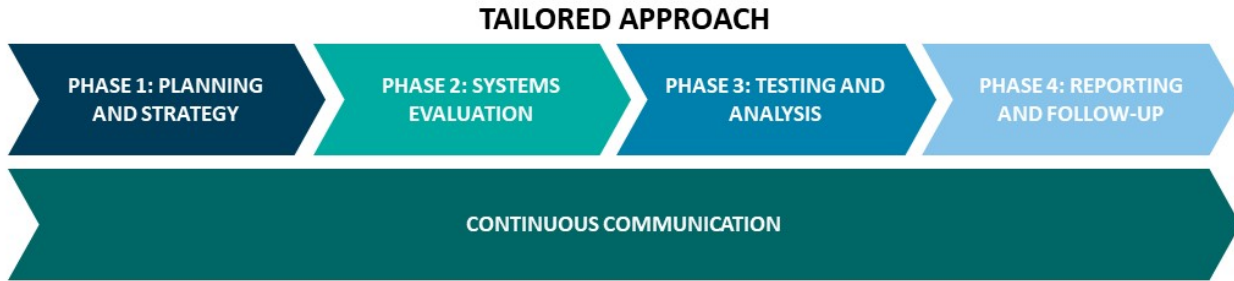 TAILORED APPROACH
PHASE 1: PLANNING
AND STRATEGY
PHASE 2: SYSTEMS
EVALUATION
PHASE 3: TESTING AND
ANALYSIS
PHASE 4: REPORTING
AND FOLLOW-UP
CONTINUOUS COMMUNICATION